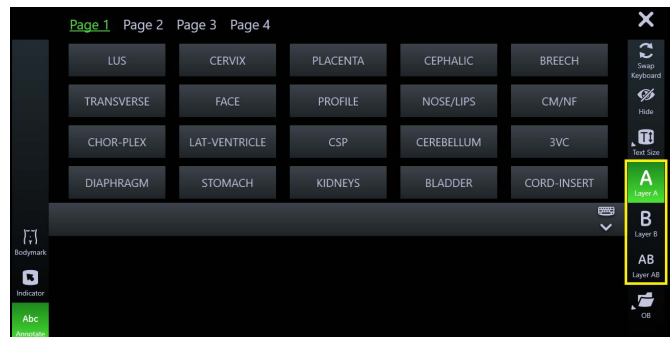 Page 1 Page 2 Page 3 Page 4
LUS CERVIX PLACENTA CEPHALIC BREECH
Swap
Keyboard
TRANSVERSE FACE PROFILE NOSE/LIPS CM/NF
Hide
CHOR-PLEX LAT-VENTRICLE CSP CEREBELLUM 3VC
Text Size
DIAPHRAGM STOMACH KIDNEYS BLADDER CORD-INSERT
A
Layer A
B
Layer B
AB
Layer AB
Bodymark
Indicator
OB
Abc
Annotate